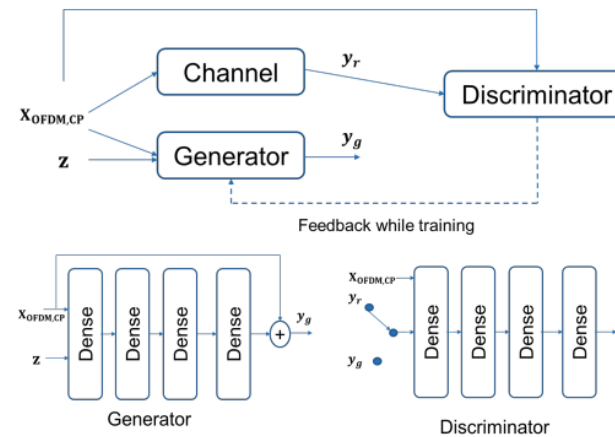 Channel
y_r
Discriminator
X_OFDM,CP
z
Generator
y_g
Feedback while training
X_OFDM,CP
z
Dense
Dense
Dense
Dense
+
y_g
Generator
X_OFDM,CP
y_r
y_g
Dense
Dense
Dense
Dense
Discriminator